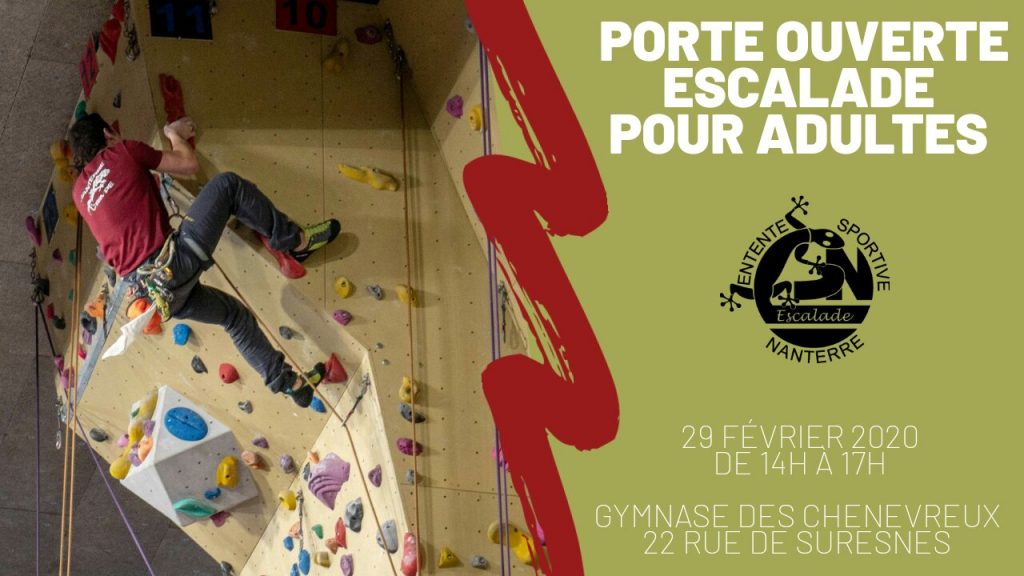 11
10
PORTE OUVERTE
ESCALADE
POUR ADULTES
ENTENTE SPORTIVE
ESN
Escalade
NANTERRE
29 FÉVRIER 2020
DE 14H A 17H
GYMNASE DES CHENEVREUX
22 RUE DE SURESNES